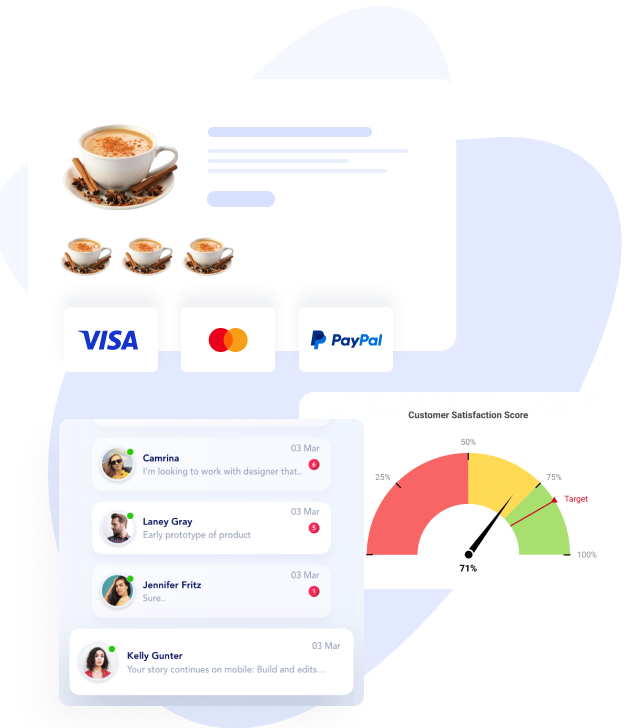 VISA
PayPal
Customer Satisfaction Score
50%
25%
75%
Target
100%
71%
03 Mar
Camrina
6
I'm looking to work with designer that..
03 Mar
Laney Gray
5
Early prototype of product
03 Mar
Jennifer Fritz
1
Sure..
03 Mar
Kelly Gunter
Your story continues on mobile: Build and edits...